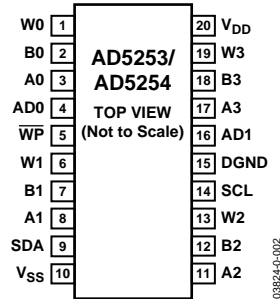 W0 1
B0 2
A0 3
AD0 4
WP 5
W1 6
B1 7
A1 8
SDA 9
VSS 10
AD5253/
AD5254
TOP VIEW
(Not to Scale)
20 VDD
19 W3
18 B3
17 A3
16 AD1
15 DGND
14 SCL
13 W2
12 B2
11 A2
03824-0-002